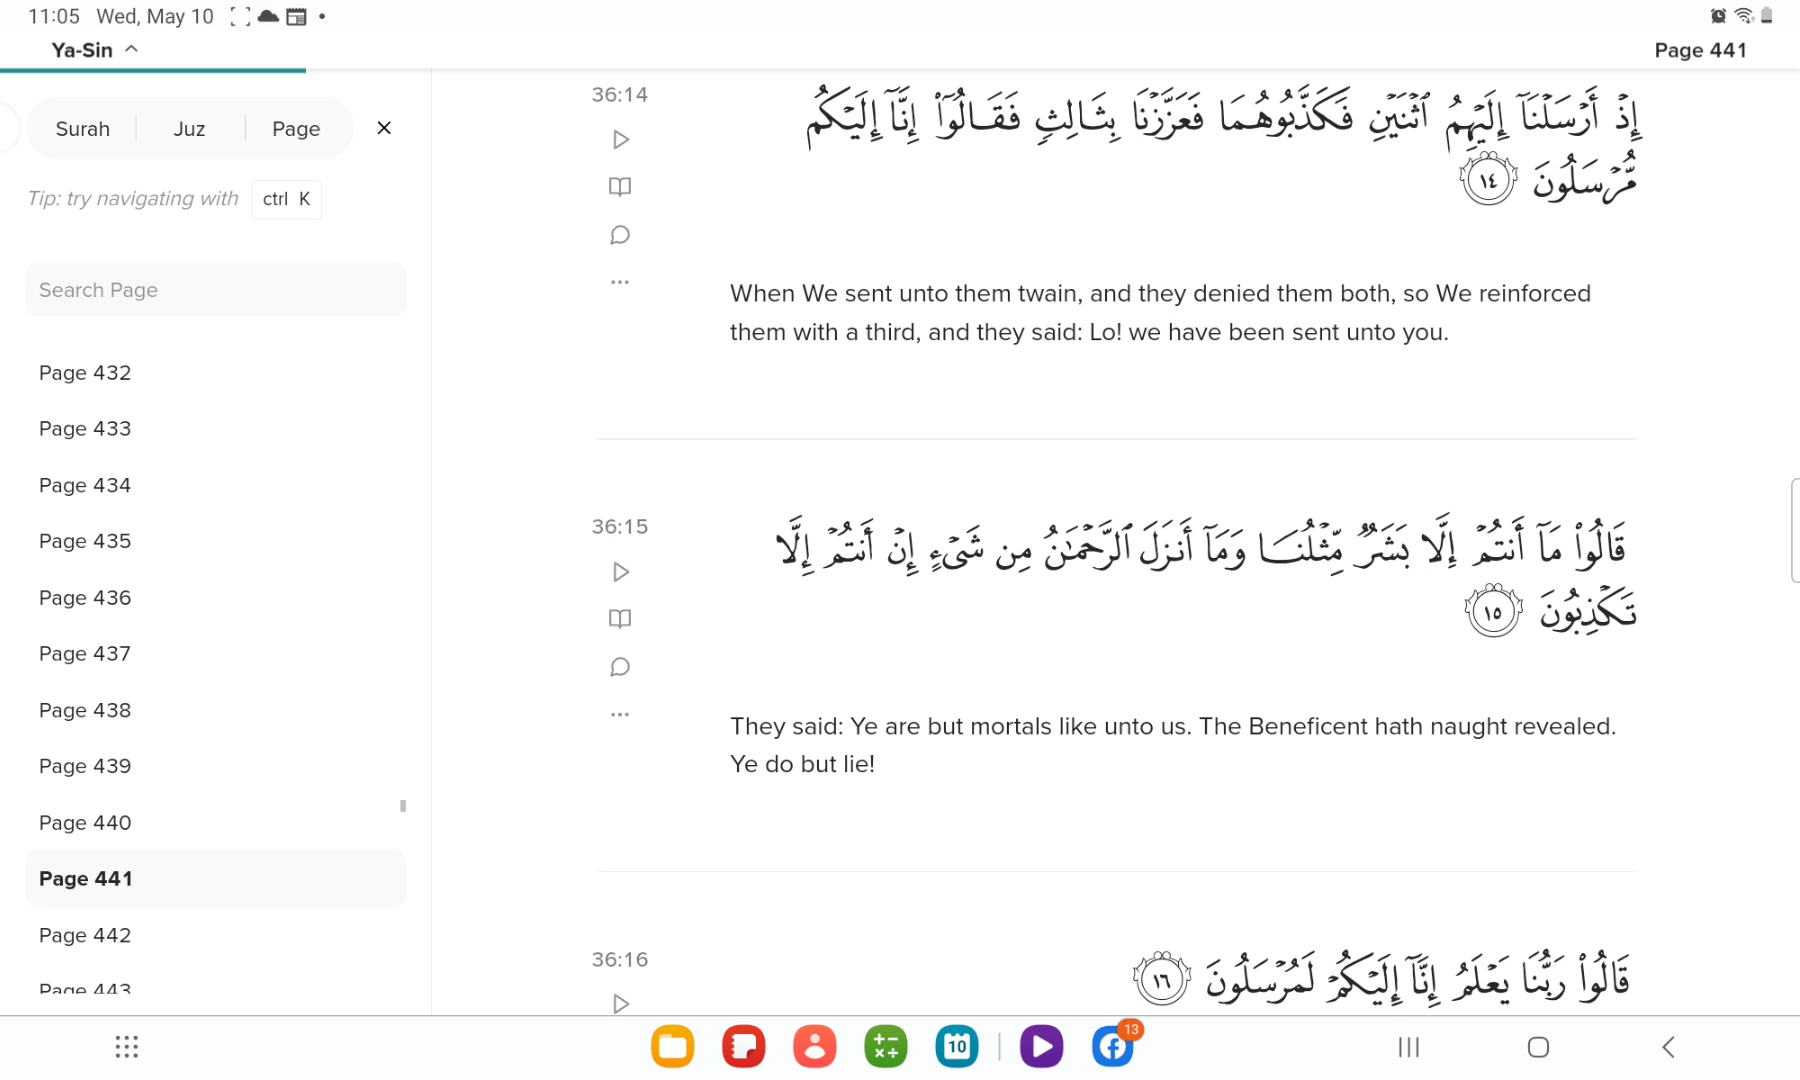 11:05 Wed, May 10
Ya-Sin
Page 441
Surah Juz Page
Tip: try navigating with ctrl K
Search Page
Page 432
Page 433
Page 434
Page 435
Page 436
Page 437
Page 438
Page 439
Page 440
Page 441
Page 442
Page 443
36:14
إِذۡ أَرۡسَلۡنَآ إِلَيۡهِمُ ٱثۡنَيۡنِ فَكَذَّبُوهُمَا فَعَزَّزۡنَا بِثَالِثٖ فَقَالُوٓاْ إِنَّآ إِلَيۡكُم
مُّرۡسَلُونَ ١٤
When We sent unto them twain, and they denied them both, so We reinforced
them with a third, and they said: Lo! we have been sent unto you.
36:15
قَالُواْ مَآ أَنتُمۡ إِلَّا بَشَرٞ مِّثۡلُنَا وَمَآ أَنزَلَ ٱلرَّحۡمَٰنُ مِن شَيۡءٍ إِنۡ أَنتُمۡ إِلَّا
تَكۡذِبُونَ ١٥
They said: Ye are but mortals like unto us. The Beneficent hath naught revealed.
Ye do but lie!
36:16
قَالُواْ رَبُّنَا يَعۡلَمُ إِنَّآ إِلَيۡكُمۡ لَمُرۡسَلُونَ ١٦
10
13